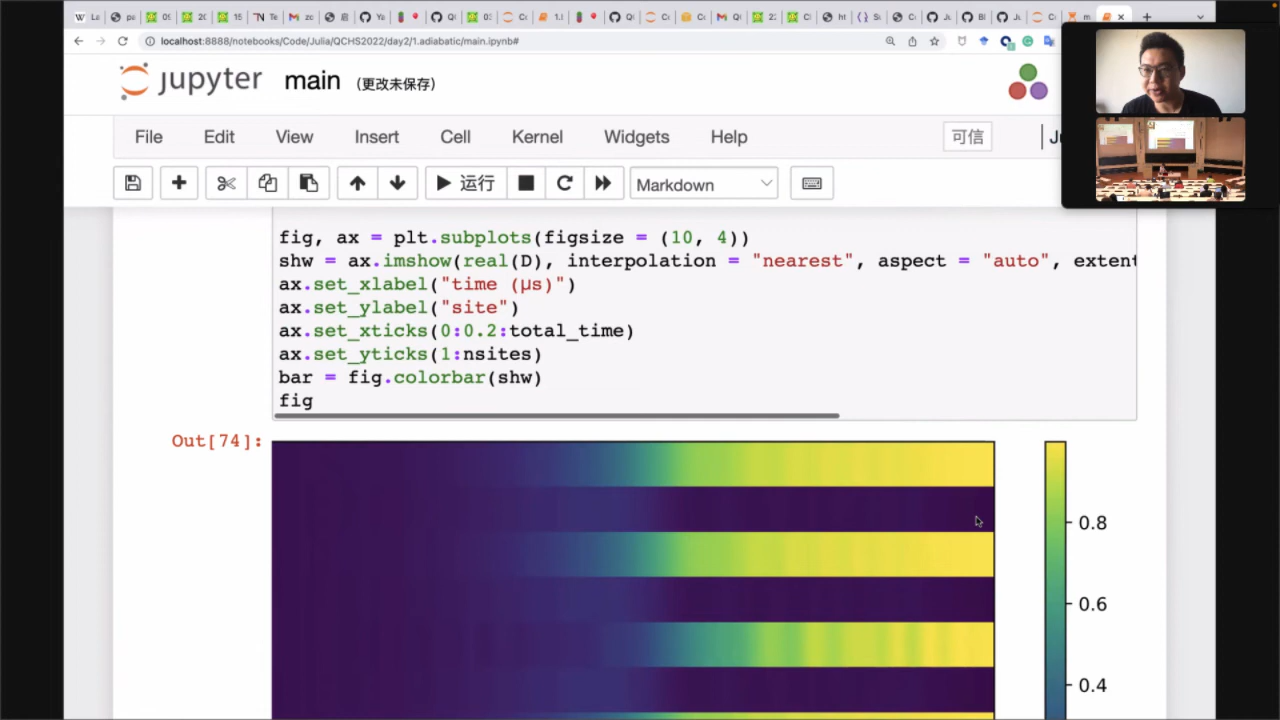 localhost:8888/notebooks/Code/Julia/QCHS2022/day2/1.adiabatic/main.ipynb#
jupyter main (更改未保存)
File Edit View Insert Cell Kernel Widgets Help 可信
运行 Markdown
fig, ax = plt.subplots(figsize = (10, 4))
shw = ax.imshow(real(D), interpolation = "nearest", aspect = "auto", extent
ax.set_xlabel("time (μs)")
ax.set_ylabel("site")
ax.set_xticks(0:0.2:total_time)
ax.set_yticks(1:nsites)
bar = fig.colorbar(shw)
fig
Out[74]:
0.8
0.6
0.4